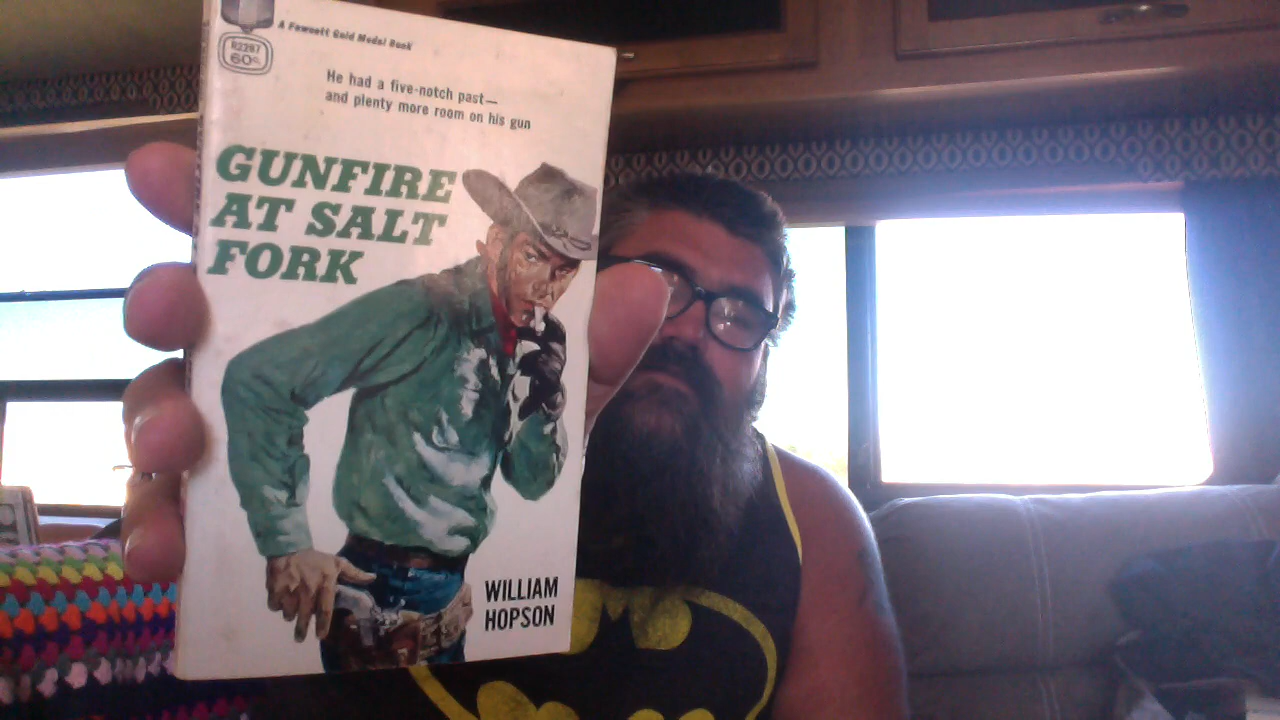 A Fawcett Gold Medal Book
R2287
60c
He had a five-notch past—
and plenty more room on his gun
GUNFIRE
AT SALT
FORK
WILLIAM
HOPSON